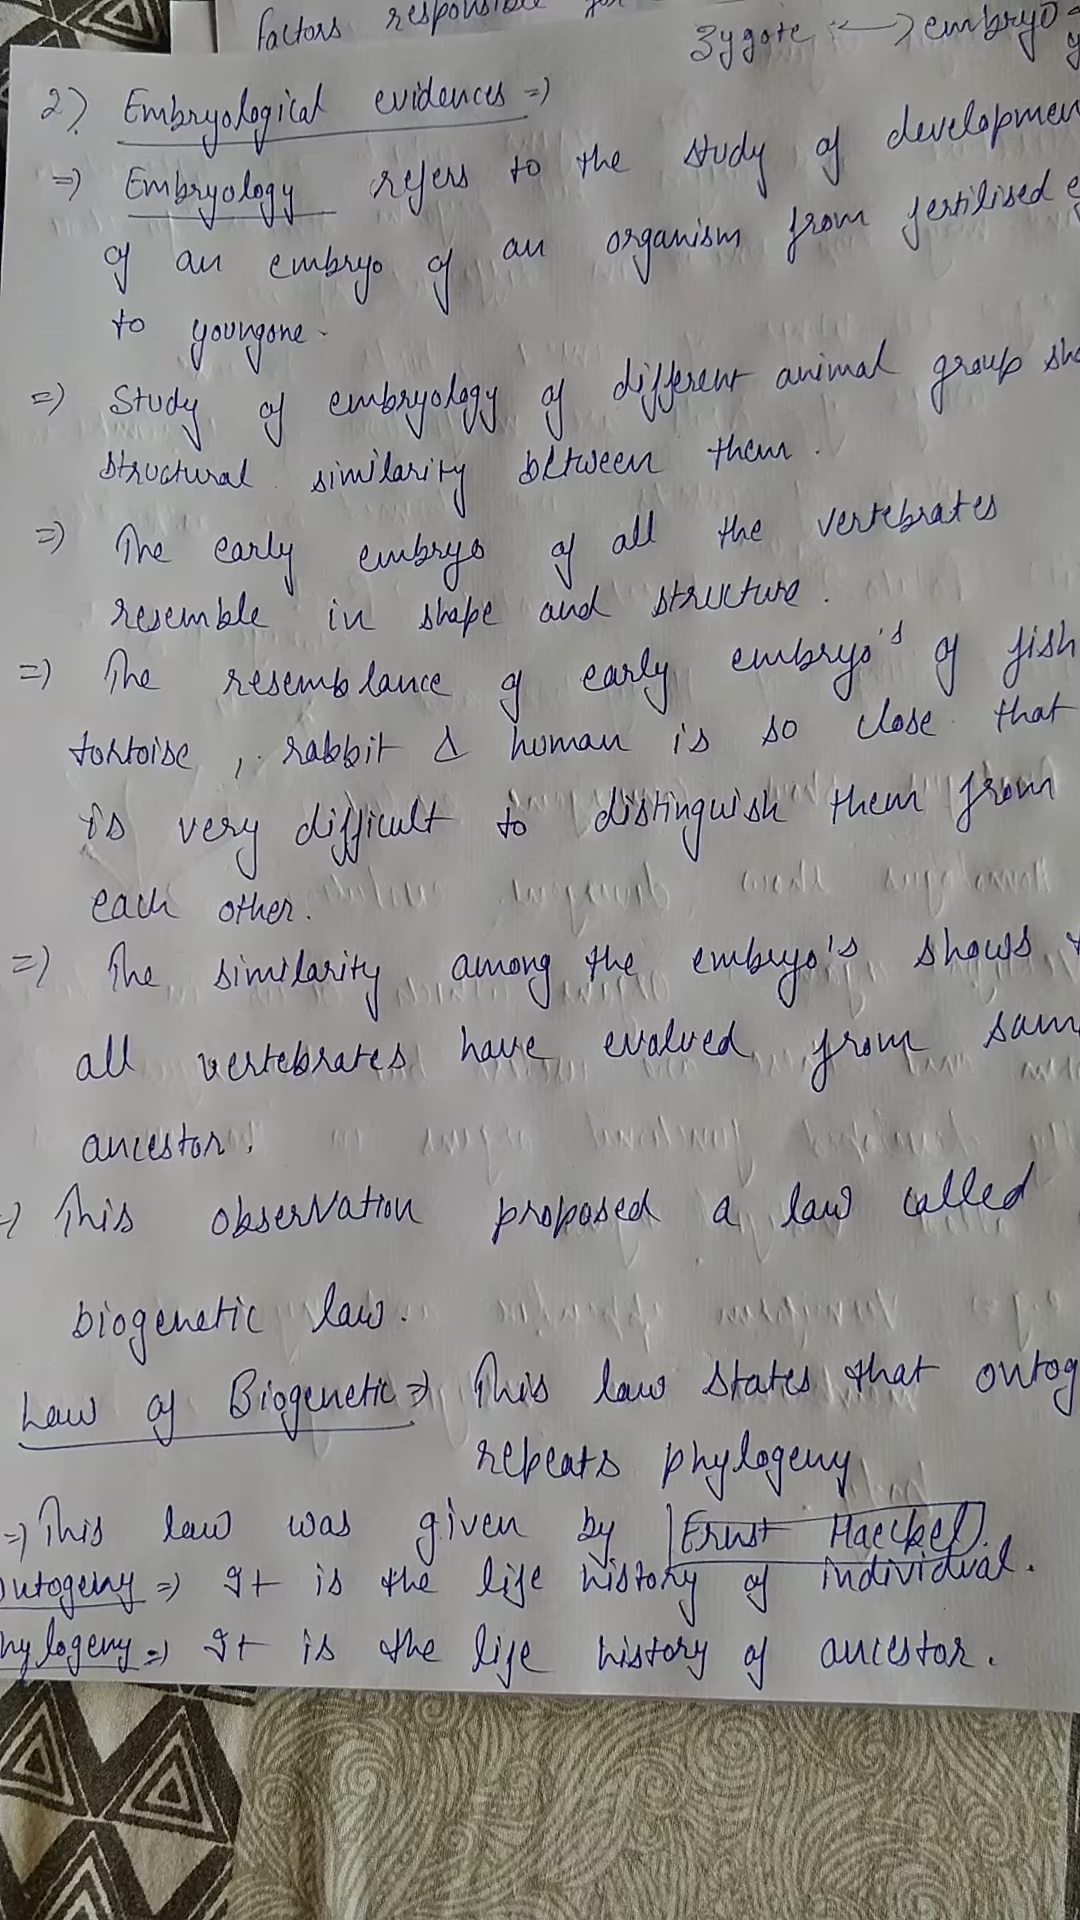 factors responsible for
zygote <--> embryo
2). Embryological evidences =>
=> Embryology refers to the study of developmen
of an embryo of an organism from fertilised e
to youngone.
=> Study of embryology of different animal group sho
structural similarity between them.
=> The early embryo of all the vertebrates
resemble in shape and structure.
=> The resemblance of early embryo's of fish
tortoise, rabbit & human is so close that
is very difficult to distinguish them from
each other.
=> The similarity among the embryo's shows t
all vertebrates have evolved from sam
ancestor.
=> This observation proposed a law called
biogenetic law.
Law of Biogenetic => This law states that ontog
repeats phylogeny
=> This law was given by Ernst Haeckel.
ontogeny => It is the life history of individual.
hylogeny => It is the life history of ancestor.